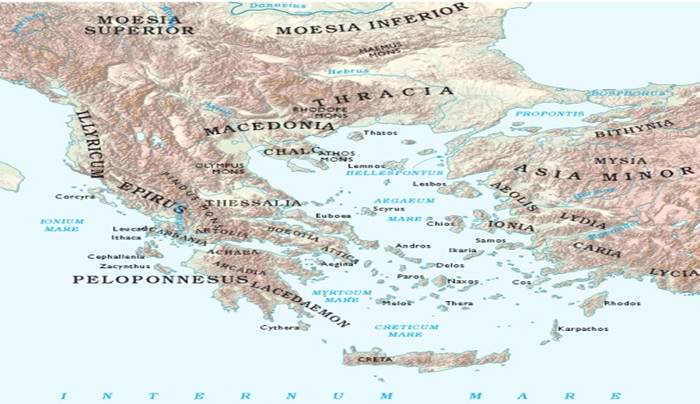 Danuvius
MOESIA
SUPERIOR
MOESIA INFERIOR
HAEMUS
MONS
Hebrus
THRACIA
BOSPHORUS
RHODOPE
MONS
PROPONTIS
MACEDONIA
Thasos
BITHYNIA
ILLYRICUM
CHALC
ATHOS
MONS
Lemnos
MYSIA
OLYMPUS
MONS
HELLESPONTUS
ASIA MINOR
Lesbos
EPIRUS
PINDUS
Corcyra
THESSALIA
AEGAEUM
MARE
Scyrus
AEOLIS
LYDIA
IONIUM
MARE
Euboea
Chios
IONIA
Leucas
Ithaca
ACARNANIA
AETOLIA
BOEOTIA
ATTICA
Andros
Samos
Ikaria
CARIA
Cephallenia
Zacynthus
ACHAEA
ARCADIA
Aegina
Delos
LYCIA
PELOPONNESUS
Paros
Naxos
Cos
LACEDAEMON
MYRTOUM
MARE
Melos
Thera
Rhodos
Cythera
CRETICUM
MARE
Karpathos
CRETA
INTERNUM MARE